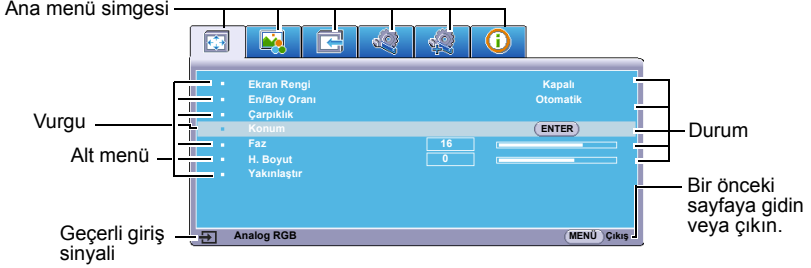 Ana menü simgesi
Ekran Rengi Kapalı
En/Boy Oranı Otomatik
Çarpıklık
Vurgu
Konum ENTER
Durum
Faz 16
Alt menü
H. Boyut 0
Yakınlaştır
Bir önceki
sayfaya gidin
veya çıkın.
Geçerli giriş
sinyali
Analog RGB MENÜ Çıkış